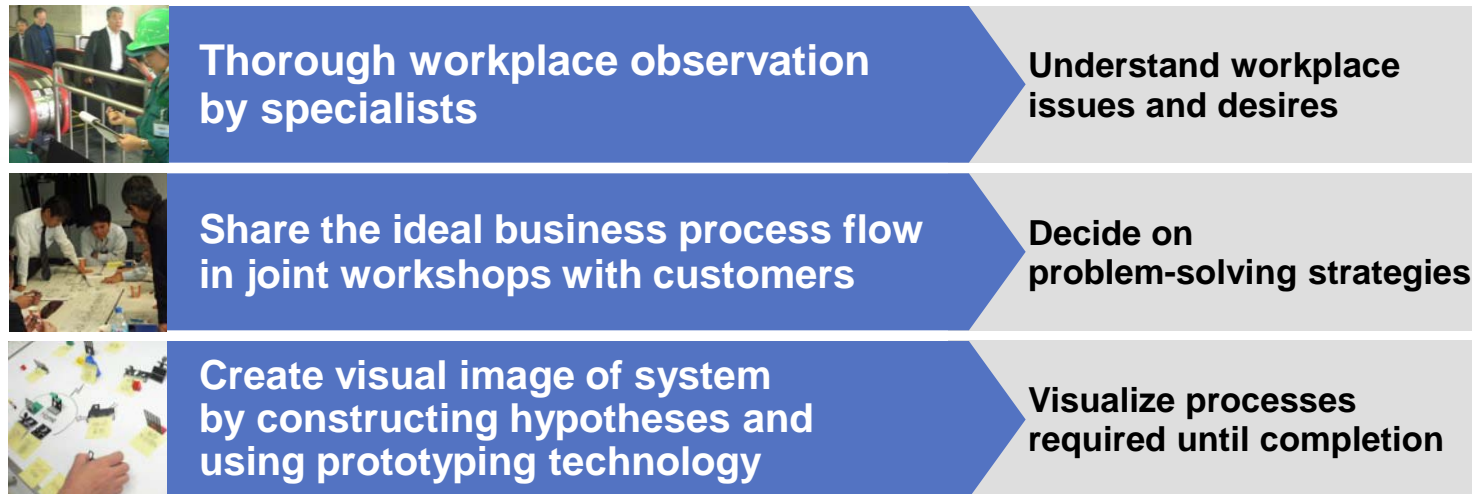 Thorough workplace observation
by specialists
Understand workplace
issues and desires
Share the ideal business process flow
in joint workshops with customers
Decide on
problem-solving strategies
Create visual image of system
by constructing hypotheses and
using prototyping technology
Visualize processes
required until completion